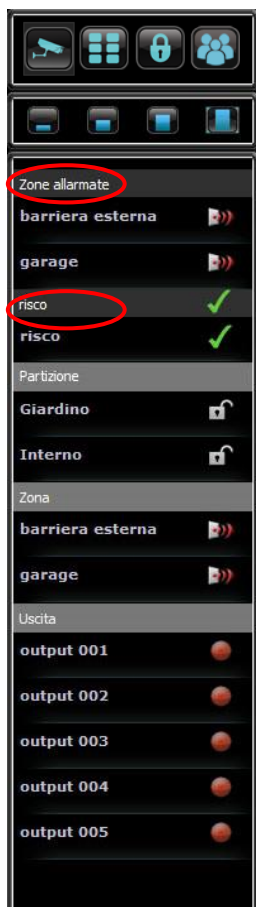 Zone allarmate
barriera esterna
garage
risco
risco
Partizione
Giardino
Interno
Zona
barriera esterna
garage
Uscita
output 001
output 002
output 003
output 004
output 005